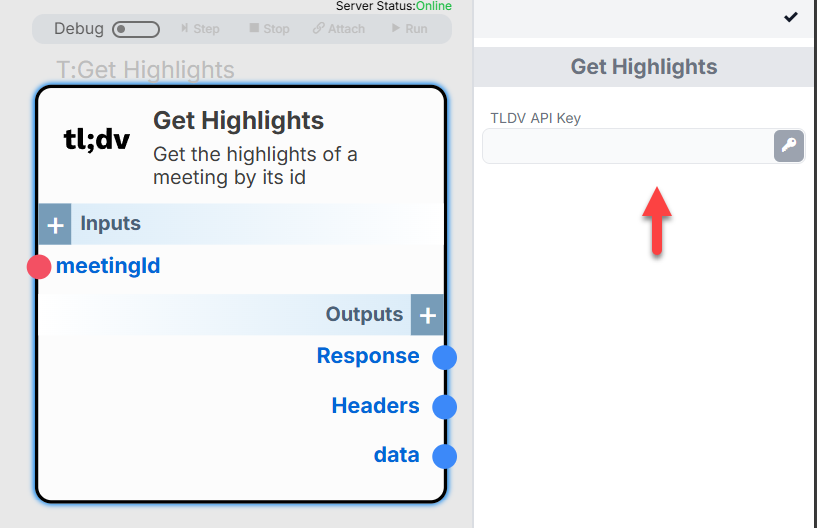 Server Status:Online
Debug
Step
Stop
Attach
Run
T:Get Highlights
tl;dv
Get Highlights
Get the highlights of a
meeting by its id
+ Inputs
meetingId
Outputs +
Response
Headers
data
Get Highlights
TLDV API Key